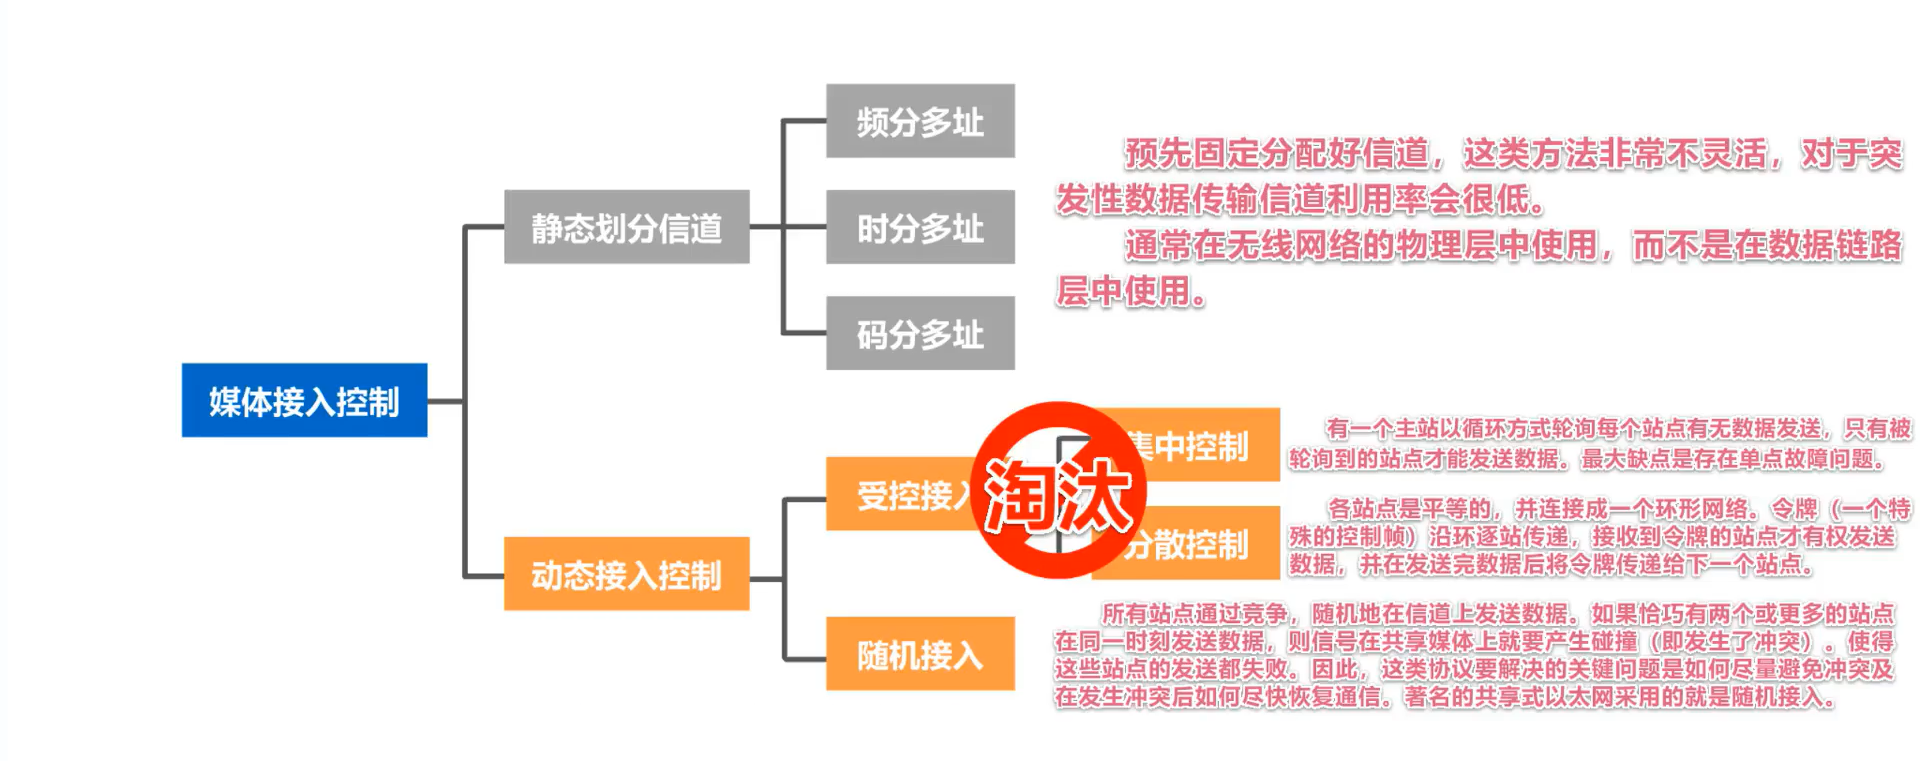 频分多址
预先固定分配好信道，这类方法非常不灵活，对于突
发性数据传输信道利用率会很低。
静态划分信道
时分多址
通常在无线网络的物理层中使用，而不是在数据链路
层中使用。
码分多址
媒体接入控制
集中控制
有一个主站以循环方式轮询每个站点有无数据发送，只有被
轮询到的站点才能发送数据。最大缺点是存在单点故障问题。
受控接入
淘汰
分散控制
各站点是平等的，并连接成一个环形网络。令牌（一个特
殊的控制帧）沿环逐站传递，接收到令牌的站点才有权发送
数据，并在发送完数据后将令牌传递给下一个站点。
动态接入控制
随机接入
所有站点通过竞争，随机地在信道上发送数据。如果恰巧有两个或更多的站点
在同一时刻发送数据，则信号在共享媒体上就要产生碰撞（即发生了冲突）。使得
这些站点的发送都失败。因此，这类协议要解决的关键问题是如何尽量避免冲突及
在发生冲突后如何尽快恢复通信。著名的共享式以太网采用的就是随机接入。